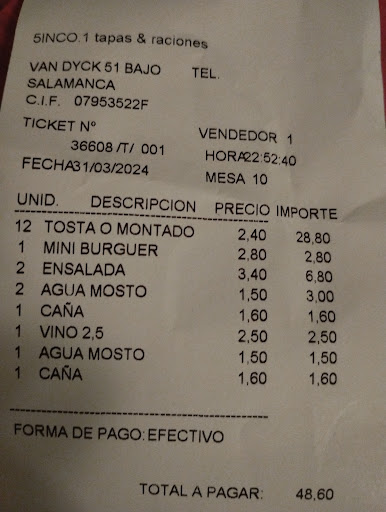 5INCO.1 tapas & raciones
VAN DYCK 51 BAJO TEL.
SALAMANCA
C.I.F. 07953522F
TICKET Nº VENDEDOR 1
36608 /T/ 001 HORA22:52:40
FECHA31/03/2024 MESA 10
UNID. DESCRIPCION PRECIO IMPORTE
12 TOSTA O MONTADO 2,40 28,80
1 MINI BURGUER 2,80 2,80
2 ENSALADA 3,40 6,80
2 AGUA MOSTO 1,50 3,00
1 CAÑA 1,60 1,60
1 VINO 2,5 2,50 2,50
1 AGUA MOSTO 1,50 1,50
1 CAÑA 1,60 1,60
FORMA DE PAGO:EFECTIVO
TOTAL A PAGAR: 48,60